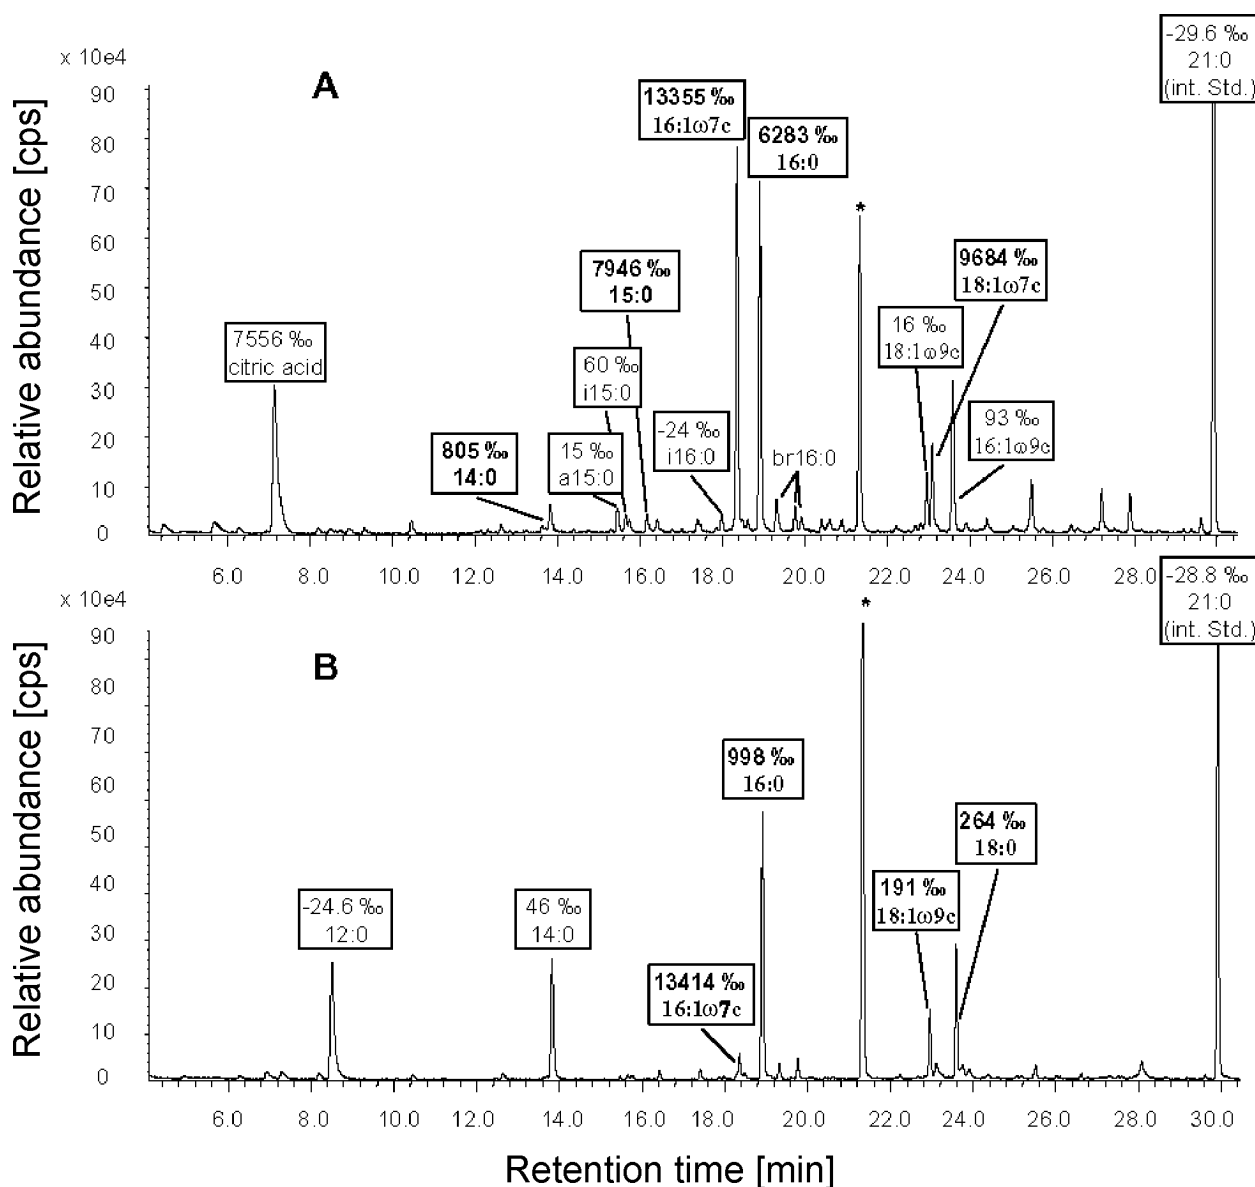 x 10e4
A
Relative abundance [cps]
90
80
70
60
50
40
30
20
10
0
-29.6 ‰
21:0
(int. Std.)
13355 ‰
16:1ω7c
6283 ‰
16:0
*
7946 ‰
15:0
9684 ‰
18:1ω7c
7556 ‰
citric acid
60 ‰
i15:0
16 ‰
18:1ω9c
805 ‰
14:0
15 ‰
a15:0
-24 ‰
i16:0
br16:0
93 ‰
16:1ω9c
6.0 8.0 10.0 12.0 14.0 16.0 18.0 20.0 22.0 24.0 26.0 28.0
x 10e4
B
Relative abundance [cps]
90
80
70
60
50
40
30
20
10
0
*
-28.8 ‰
21:0
(int. Std.)
998 ‰
16:0
264 ‰
18:0
-24.6 ‰
12:0
46 ‰
14:0
191 ‰
18:1ω9c
13414 ‰
16:1ω7c
6.0 8.0 10.0 12.0 14.0 16.0 18.0 20.0 22.0 24.0 26.0 28.0 30.0
Retention time [min]